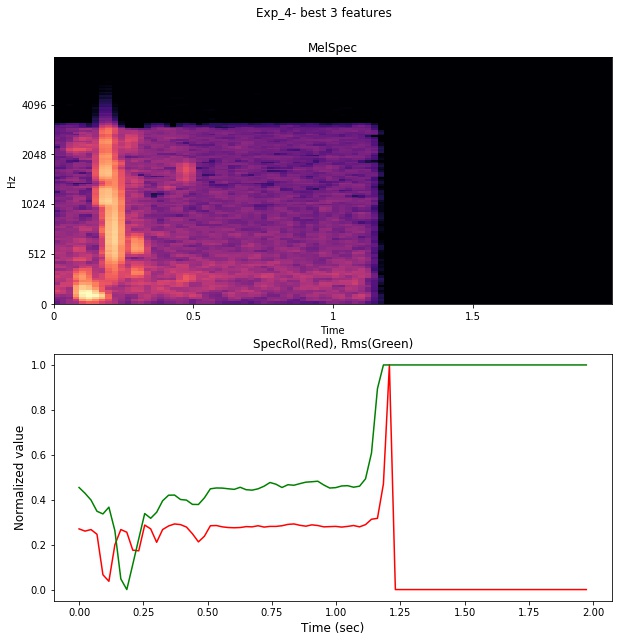 Exp_4- best 3 features
MelSpec
4096
2048
1024
512
0
Hz
0 0.5 1 1.5
Time
SpecRol(Red), Rms(Green)
1.0
0.8
0.6
0.4
0.2
0.0
Normalized value
0.00 0.25 0.50 0.75 1.00 1.25 1.50 1.75 2.00
Time (sec)